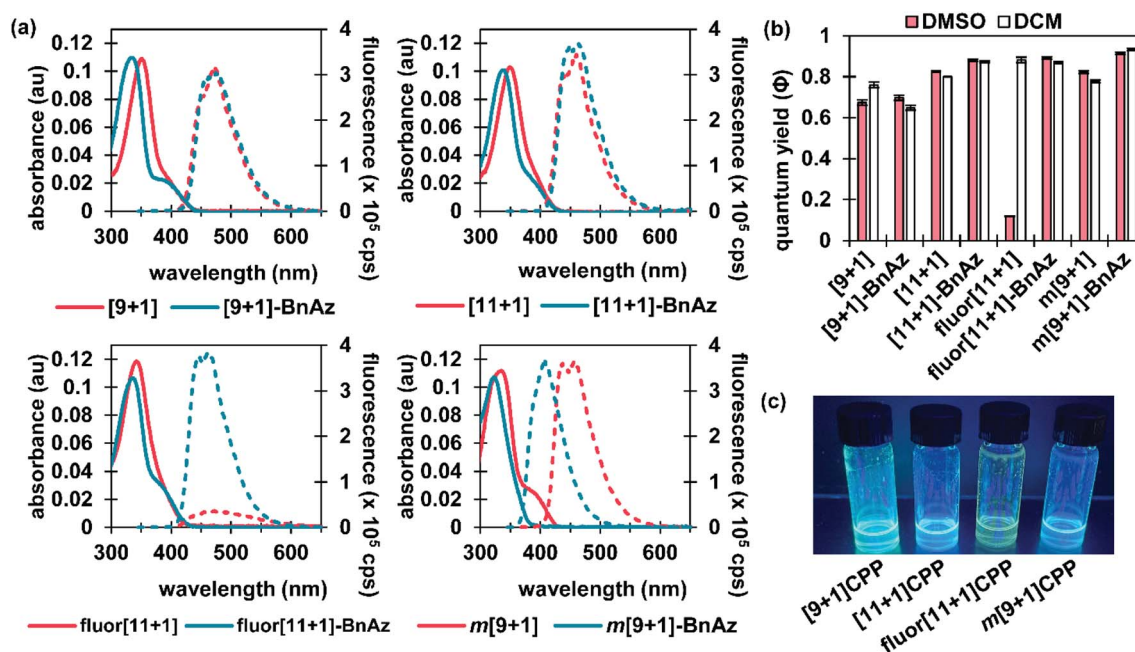 (a)
absorbance (au)
0.12
0.1
0.08
0.06
0.04
0.02
0
300 400 500 600
wavelength (nm)
4
3
2
1
0
fluorescence (x 10⁵ cps)
[9+1] [9+1]-BnAz
absorbance (au)
0.12
0.1
0.08
0.06
0.04
0.02
0
300 400 500 600
wavelength (nm)
4
3
2
1
0
fluorescence (x 10⁵ cps)
[11+1] [11+1]-BnAz
absorbance (au)
0.12
0.1
0.08
0.06
0.04
0.02
0
300 400 500 600
wavelength (nm)
4
3
2
1
0
fluorescence (x 10⁵ cps)
fluor[11+1] fluor[11+1]-BnAz
absorbance (au)
0.12
0.1
0.08
0.06
0.04
0.02
0
300 400 500 600
wavelength (nm)
4
3
2
1
0
fluorescence (x 10⁵ cps)
m[9+1] m[9+1]-BnAz
(b)
DMSO DCM
quantum yield (Φ)
1
0.8
0.6
0.4
0.2
0
[9+1]
[9+1]-BnAz
[11+1]
[11+1]-BnAz
fluor[11+1]
fluor[11+1]-BnAz
m[9+1]
m[9+1]-BnAz
(c)
[9+1]CPP
[11+1]CPP
fluor[11+1]CPP
m[9+1]CPP